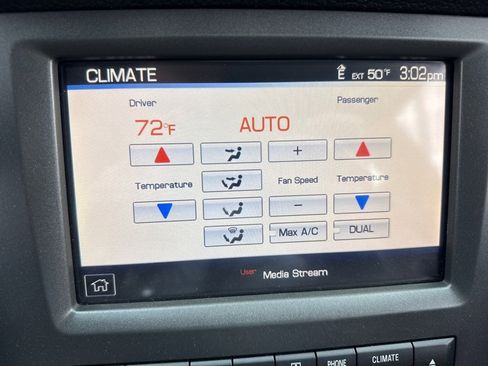 CLIMATE E EXT 50°F 3:02pm
Driver Passenger
72°F AUTO
+
Temperature Fan Speed Temperature
-
Max A/C DUAL
User Media Stream
PHONE CLIMATE